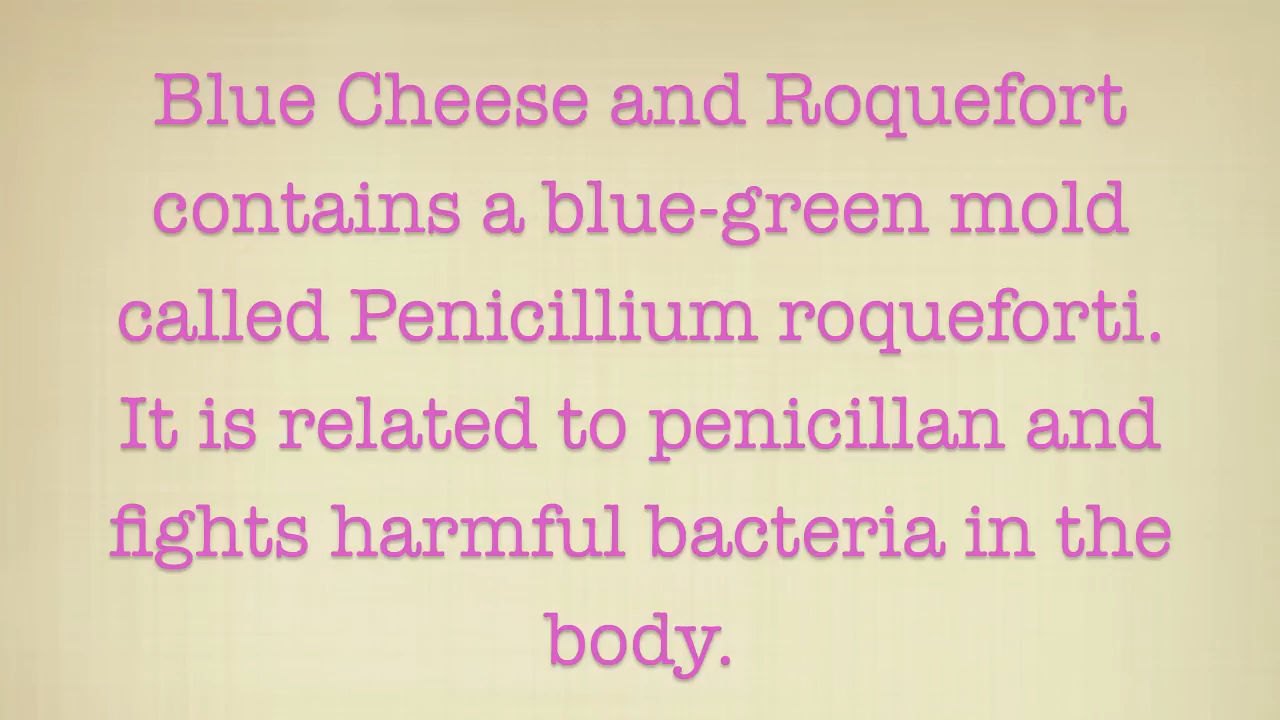 Blue Cheese and Roquefort
contains a blue-green mold
called Penicillium roqueforti.
It is related to penicillan and
fights harmful bacteria in the
body.